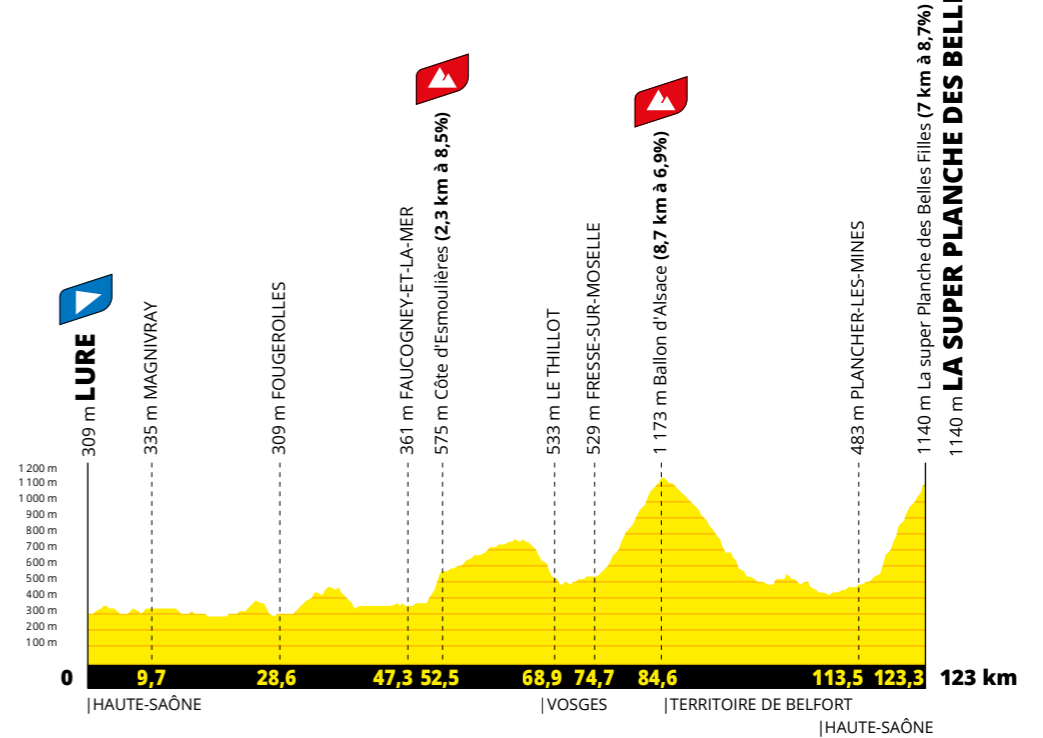 309 m LURE
335 m MAGNIVRAY
309 m FOUGEROLLES
361 m FAUCOGNEY-ET-LA-MER
575 m Côte d'Esmoulières (2,3 km à 8,5%)
533 m LE THILLOT
529 m FRESSE-SUR-MOSELLE
1 173 m Ballon d'Alsace (8,7 km à 6,9%)
483 m PLANCHER-LES-MINES
1140 m La super Planche des Belles Filles (7 km à 8,7%)
1140 m LA SUPER PLANCHE DES BELL
1 200 m
1 100 m
1 000 m
900 m
800 m
700 m
600 m
500 m
400 m
300 m
200 m
100 m
0 9,7 28,6 47,3 52,5 68,9 74,7 84,6 113,5 123,3 123 km
|HAUTE-SAÔNE |VOSGES |TERRITOIRE DE BELFORT
|HAUTE-SAÔNE